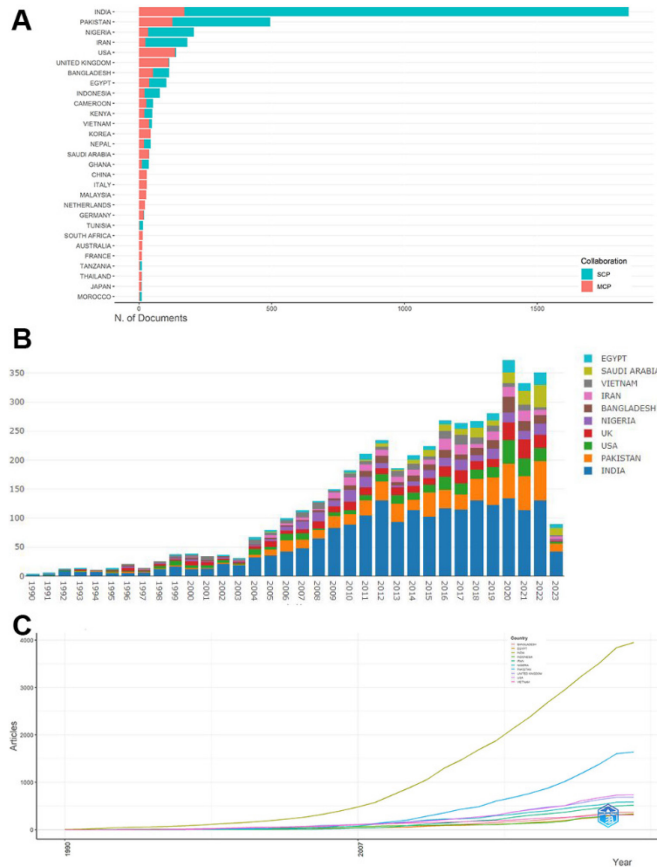 A
INDIA
PAKISTAN
NIGERIA
IRAN
USA
UNITED KINGDOM
BANGLADESH
EGYPT
INDONESIA
CAMEROON
KENYA
VIETNAM
KOREA
NEPAL
SAUDI ARABIA
GHANA
CHINA
ITALY
MALAYSIA
NETHERLANDS
GERMANY
TUNISIA
SOUTH AFRICA
AUSTRALIA
FRANCE
TANZANIA
THAILAND
JAPAN
MOROCCO
Collaboration
SCP
MCP
0 500 1000 1500
N. of Documents
B
EGYPT
SAUDI ARABIA
VIETNAM
IRAN
BANGLADESH
NIGERIA
UK
USA
PAKISTAN
INDIA
350
300
250
200
150
100
50
0
1990 1991 1992 1993 1994 1995 1996 1997 1998 1999 2000 2001 2002 2003 2004 2005 2006 2007 2008 2009 2010 2011 2012 2013 2014 2015 2016 2017 2018 2019 2020 2021 2022 2023
C
Country
4000
3000
2000
1000
0
Articles
2007
Year